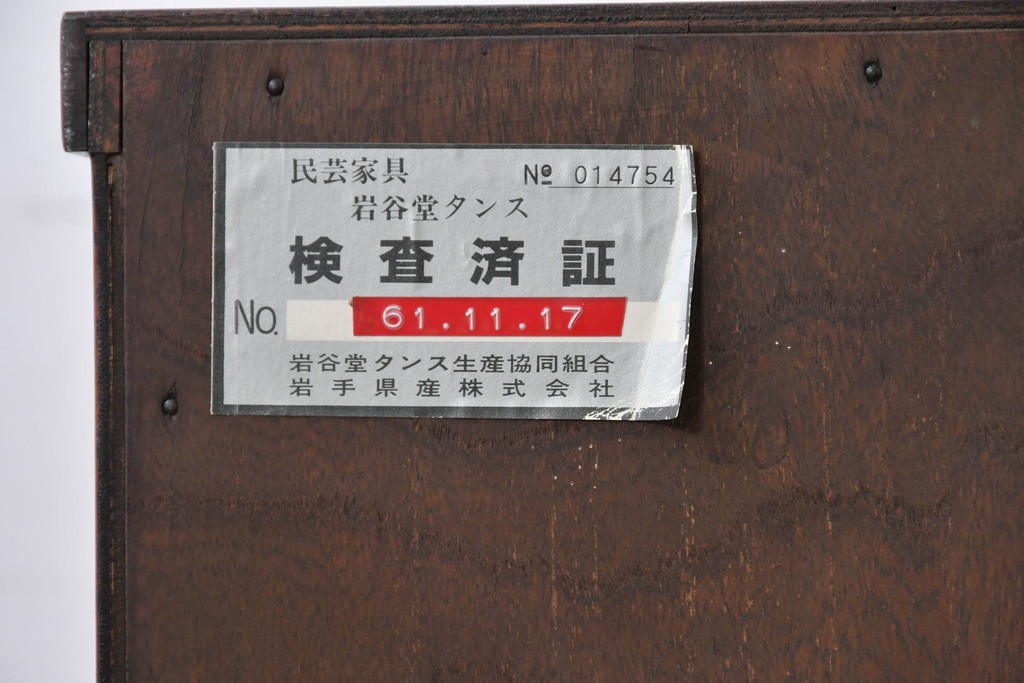 民芸家具 Nº 014754
岩谷堂タンス
検査済証
No. 61.11.17
岩谷堂タンス生産協同組合
岩手県産株式会社